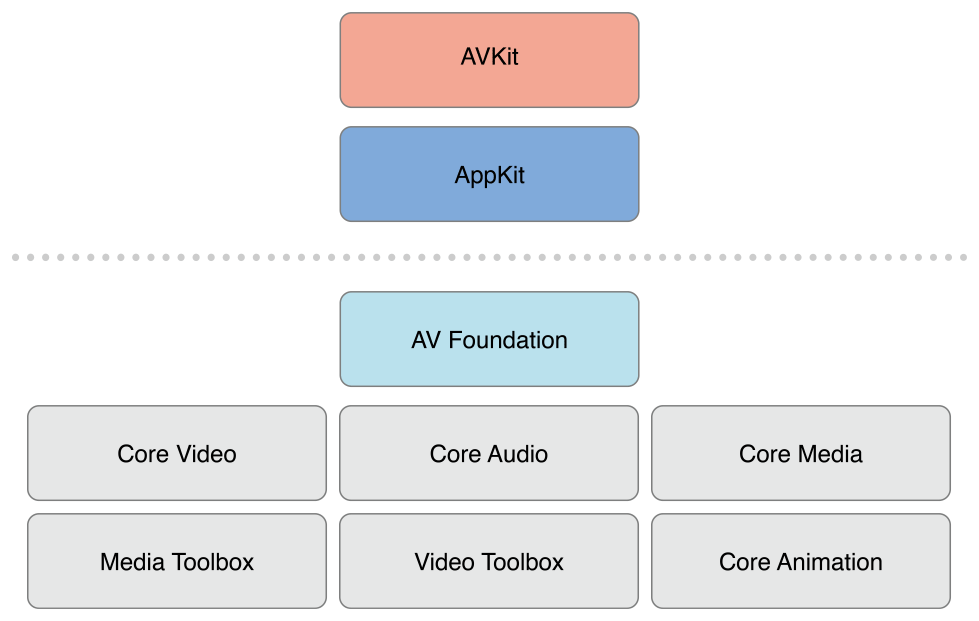 AVKit
AppKit
AV Foundation
Core Video
Core Audio
Core Media
Media Toolbox
Video Toolbox
Core Animation